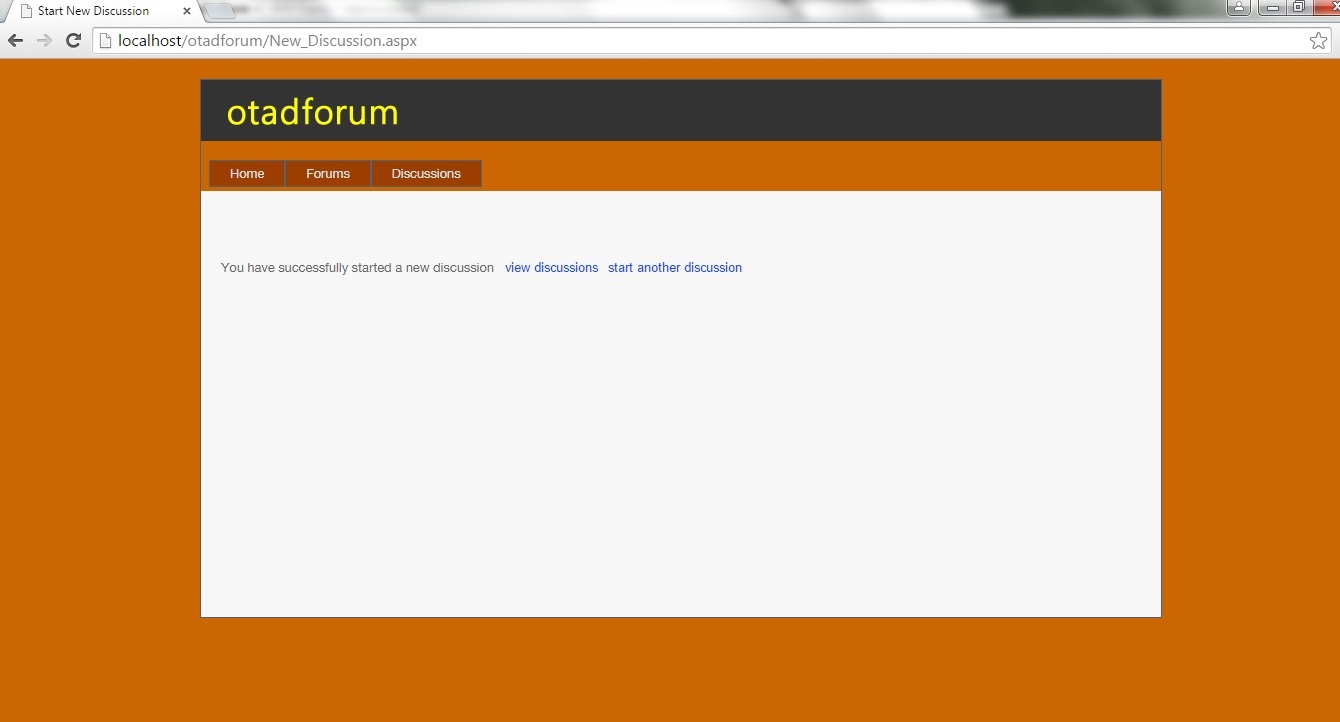 Start New Discussion
localhost/otadforum/New_Discussion.aspx
otadforum
Home Forums Discussions
You have successfully started a new discussion view discussions start another discussion